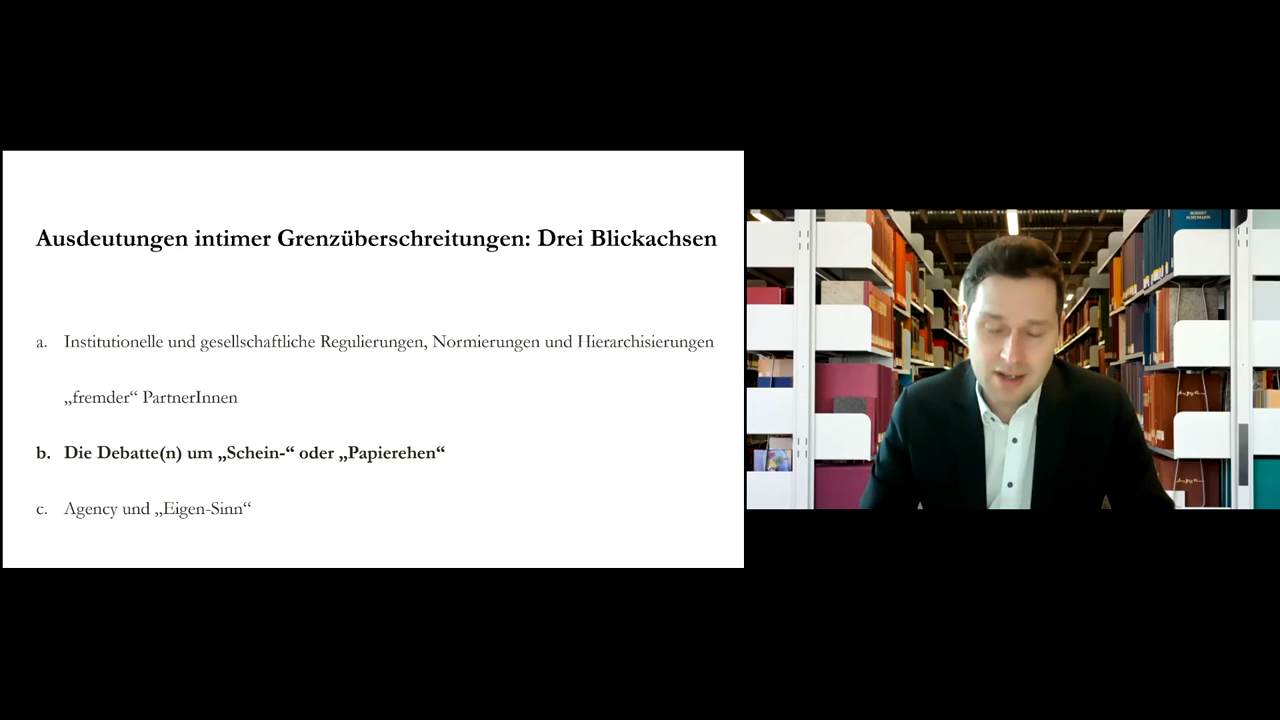 Ausdeutungen intimer Grenzüberschreitungen: Drei Blickachsen
a. Institutionelle und gesellschaftliche Regulierungen, Normierungen und Hierarchisierungen
„fremder“ PartnerInnen
b. Die Debatte(n) um „Schein-“ oder „Papierehen“
c. Agency und „Eigen-Sinn“